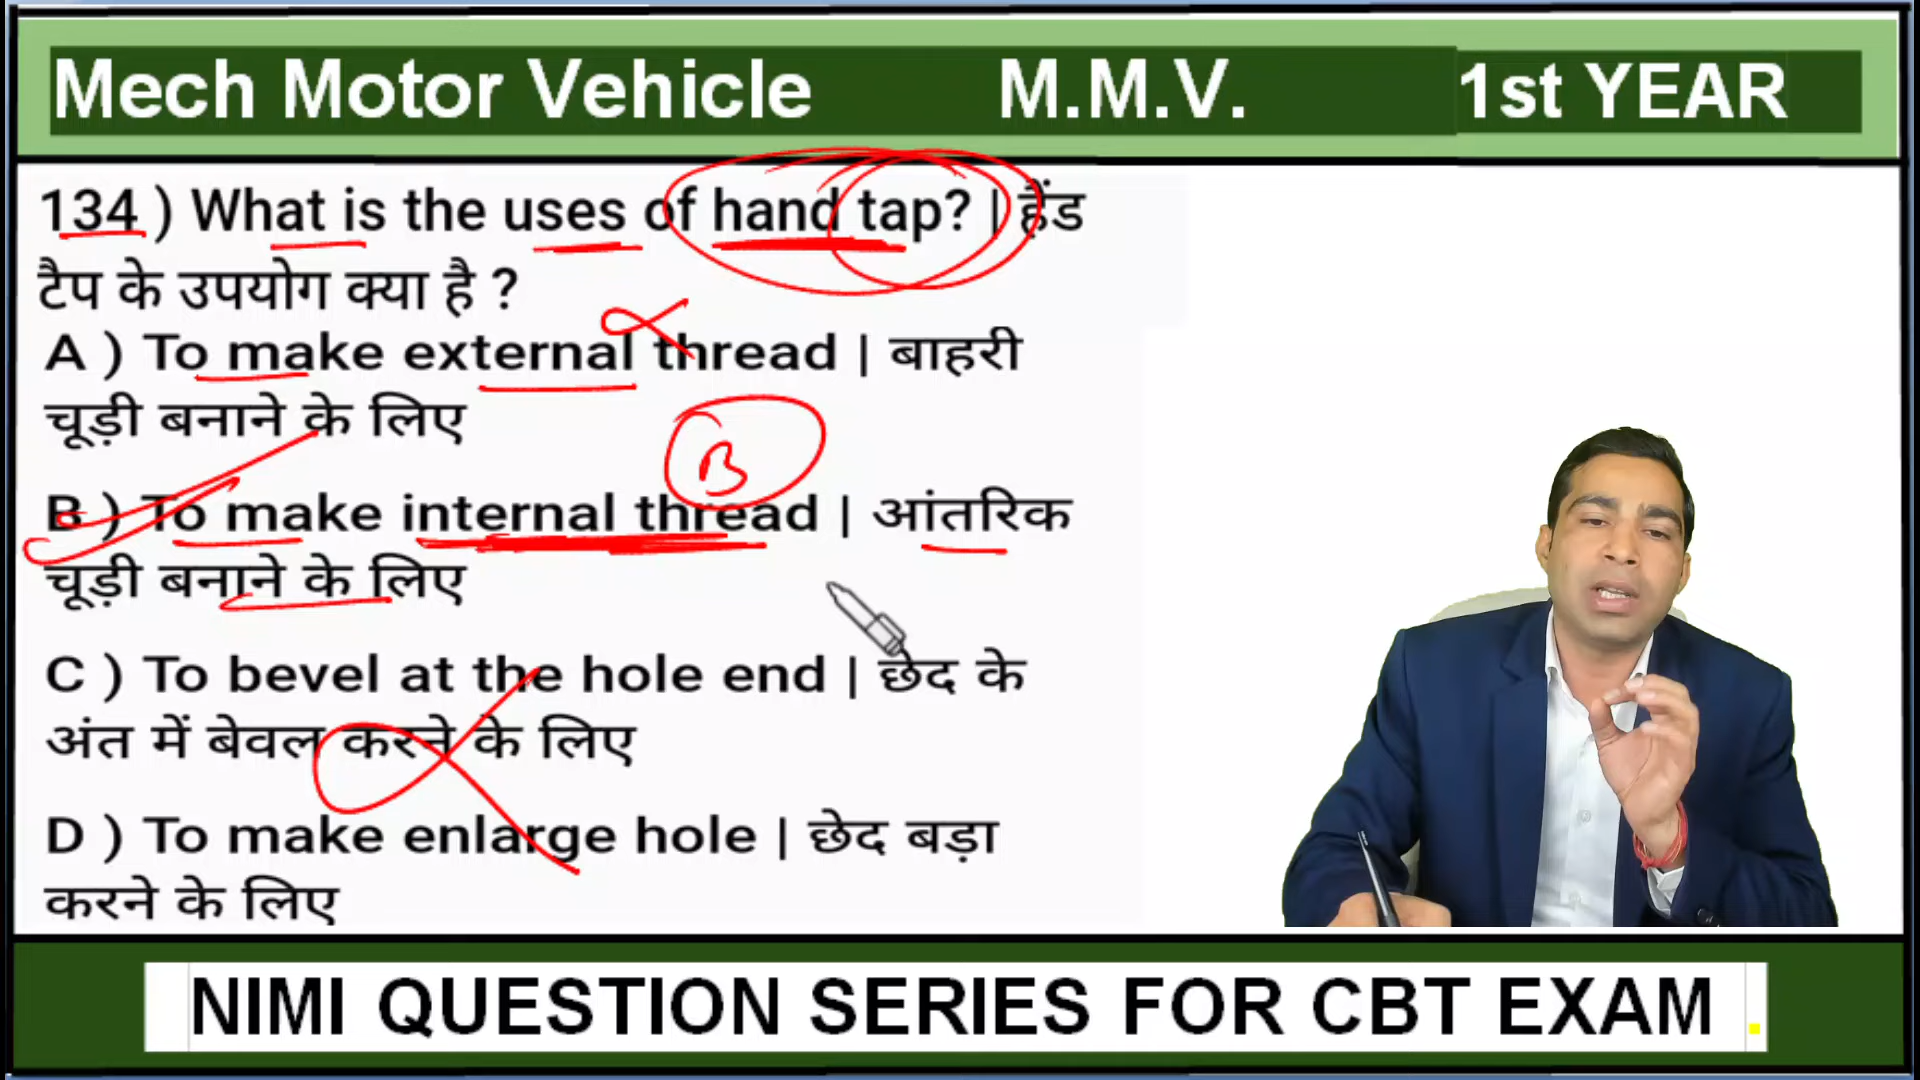 Mech Motor Vehicle M.M.V. 1st YEAR
134 ) What is the uses of hand tap? | हैंड
टैप के उपयोग क्या है ?
A ) To make external thread | बाहरी
चूड़ी बनाने के लिए
B
B ) To make internal thread | आंतरिक
चूड़ी बनाने के लिए
C ) To bevel at the hole end | छेद के
अंत में बेवल करने के लिए
D ) To make enlarge hole | छेद बड़ा
करने के लिए
NIMI QUESTION SERIES FOR CBT EXAM .